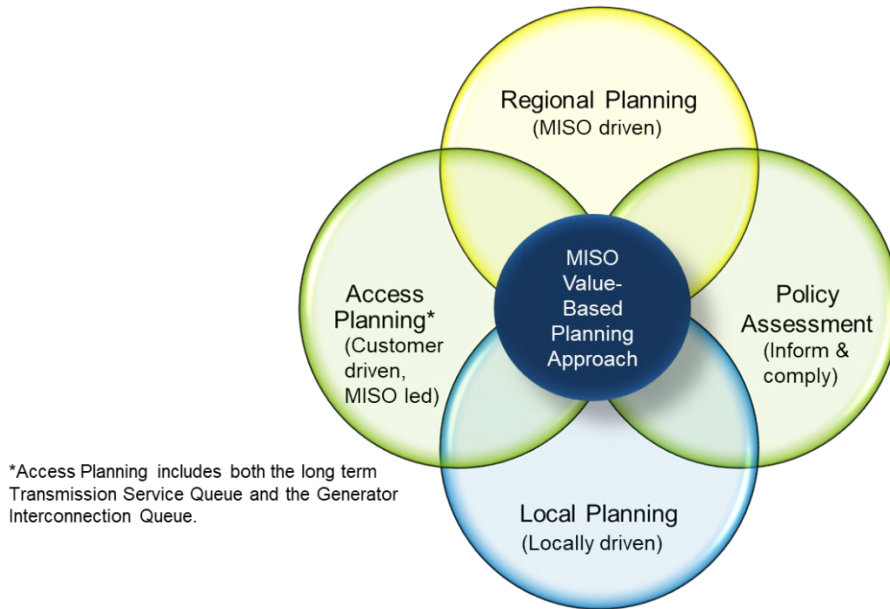 Regional Planning
(MISO driven)
MISO
Value-
Based
Planning
Approach
Access
Planning*
(Customer
driven,
MISO led)
Policy
Assessment
(Inform &
comply)
*Access Planning includes both the long term
Transmission Service Queue and the Generator
Interconnection Queue.
Local Planning
(Locally driven)